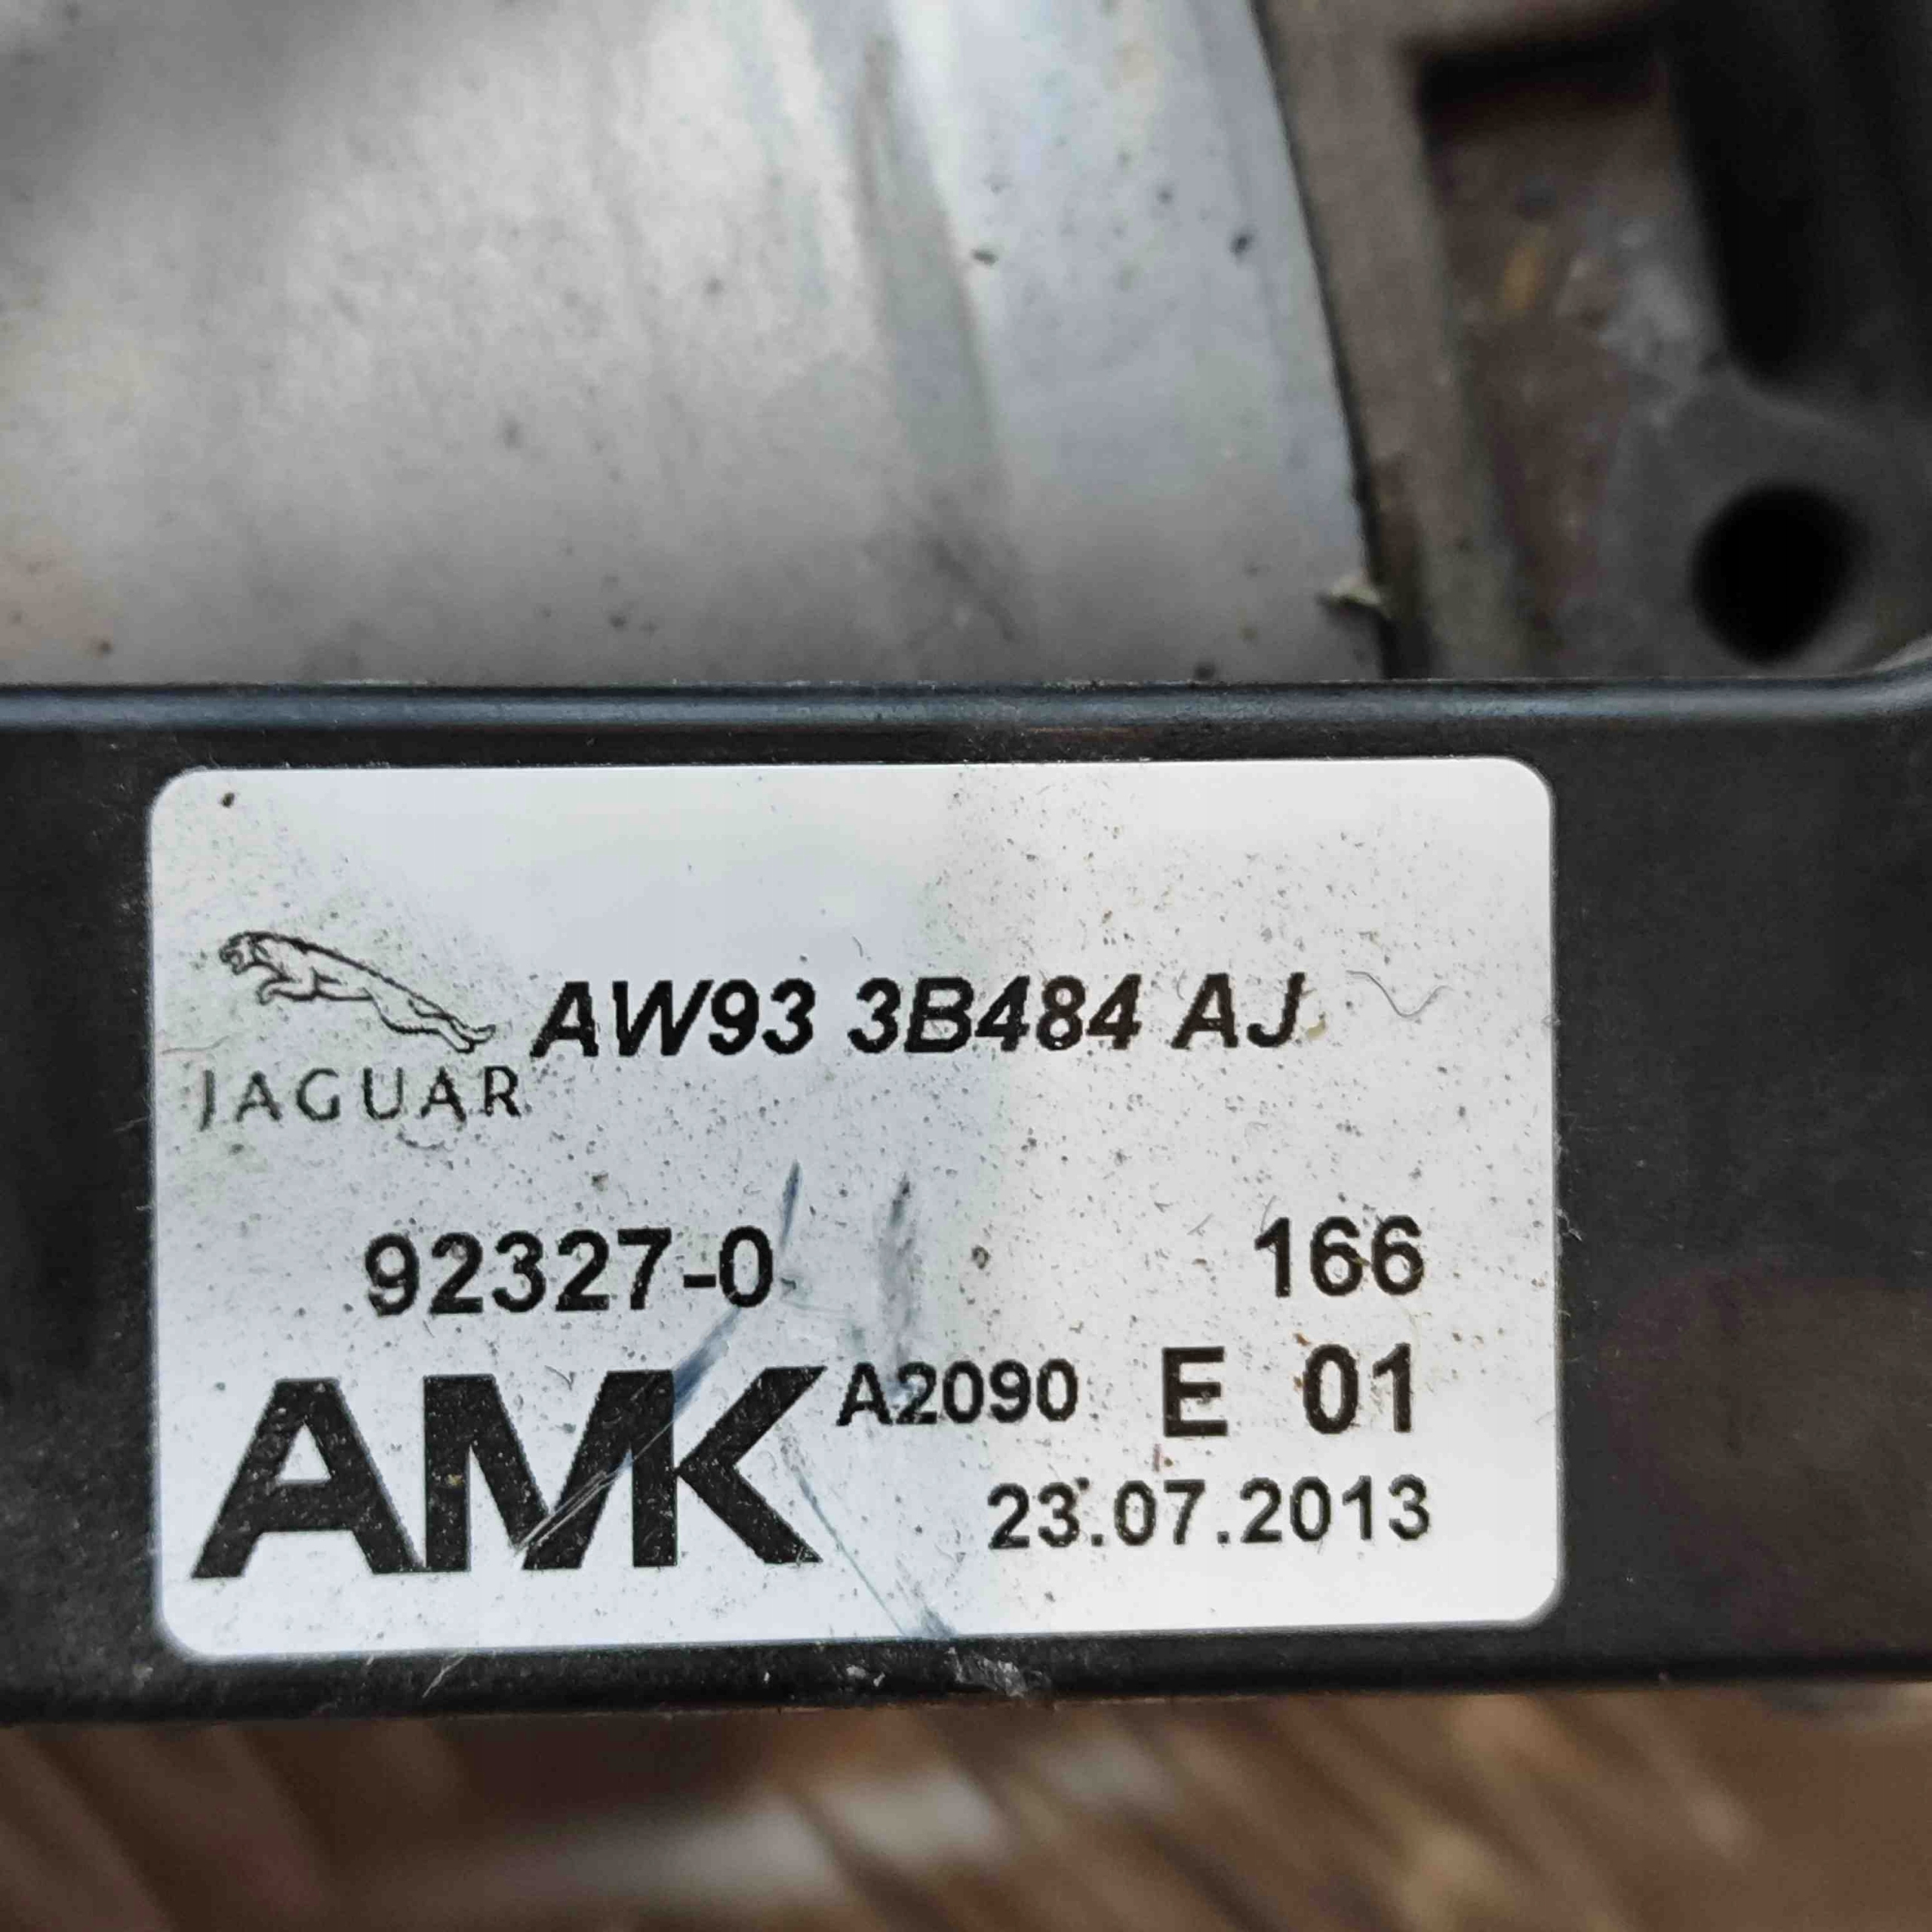 AW93 3B484 AJ
JAGUAR
92327-0 166
AMK A2090 E 01
23.07.2013